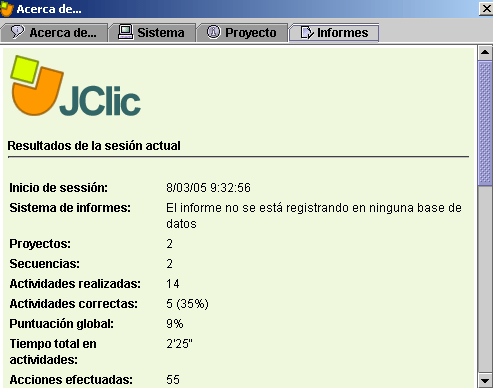 Acerca de...
Acerca de... Sistema Proyecto Informes
JClic
Resultados de la sesión actual
Inicio de sesión: 8/03/05 9:32:56
Sistema de informes: El informe no se está registrando en ninguna base de
datos
Proyectos: 2
Secuencias: 2
Actividades realizadas: 14
Actividades correctas: 5 (35%)
Puntuación global: 9%
Tiempo total en 2'25"
actividades:
Acciones efectuadas: 55